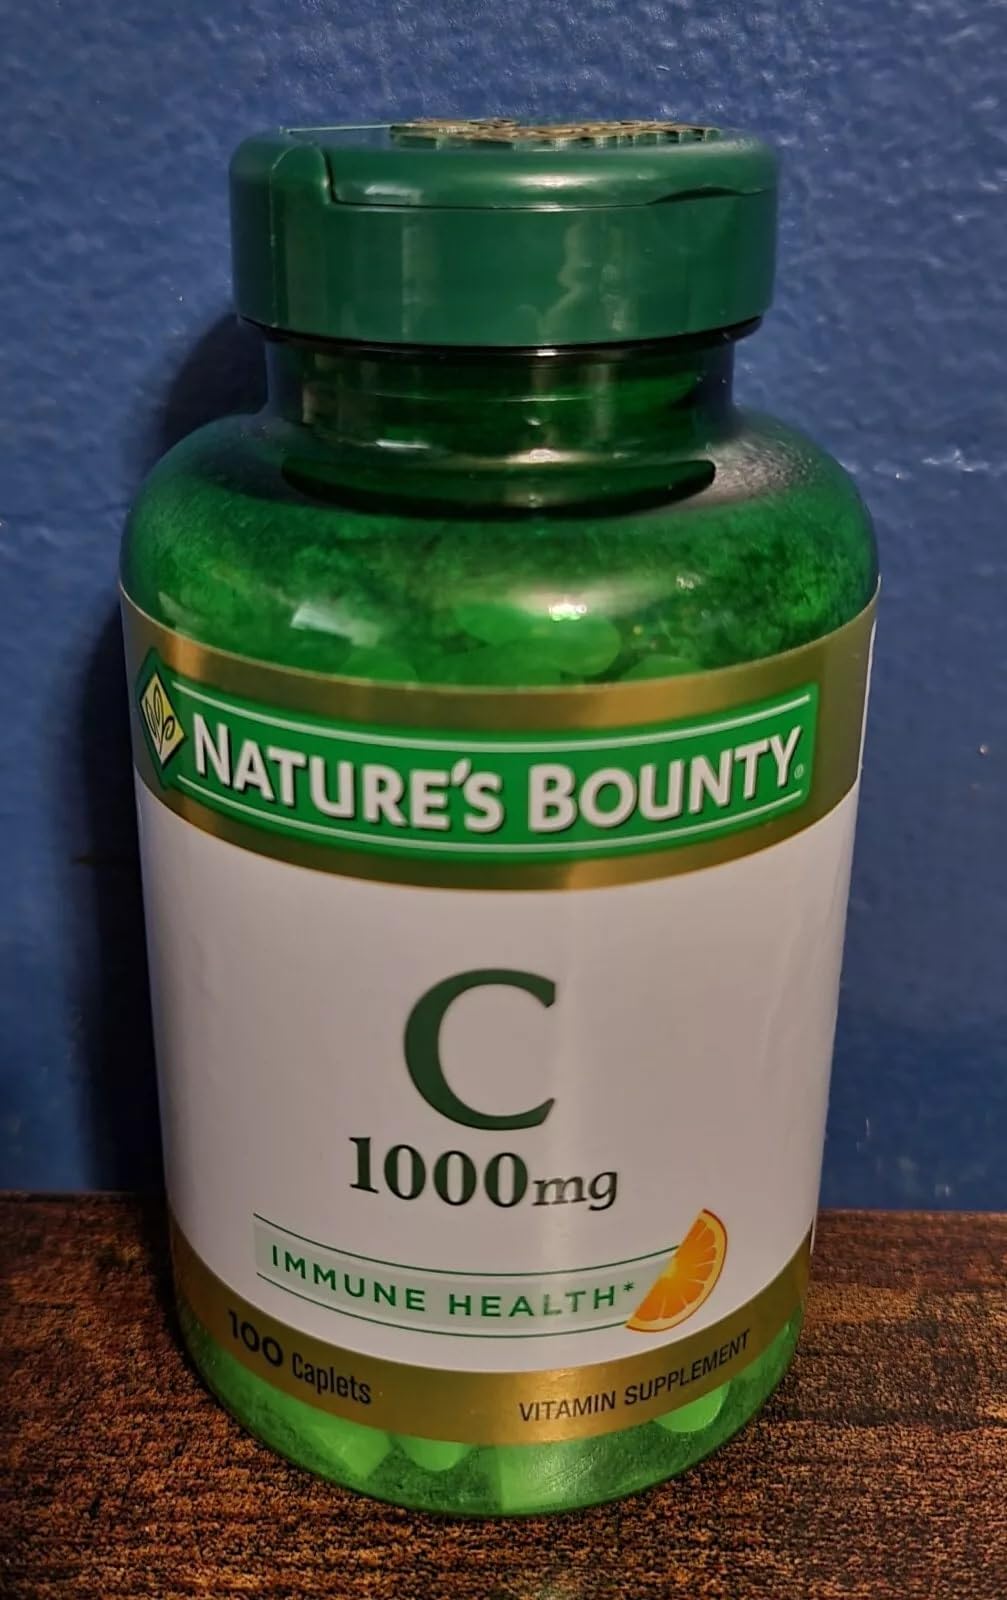 NATURE'S BOUNTY®
C
1000mg
IMMUNE HEALTH*
100 Caplets
VITAMIN SUPPLEMENT